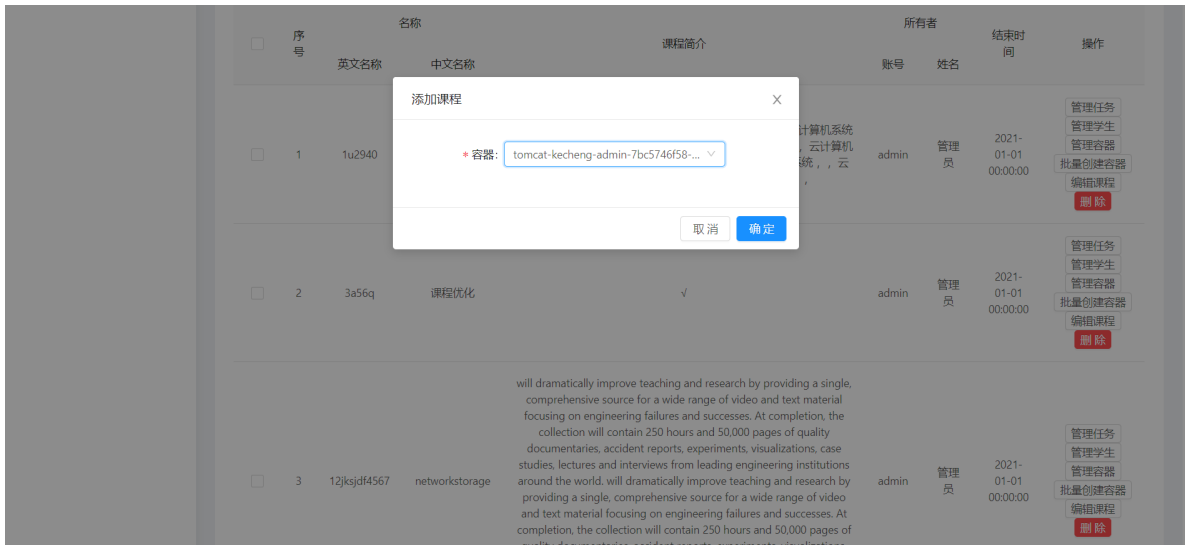 序号
名称
课程简介
所有者
结束时间
操作
英文名称
中文名称
账号
姓名
添加课程
* 容器:
tomcat-kecheng-admin-7bc5746f58-...
取 消
确 定
1
1u2940
计算机系统
，云计算机
系统，，云
，
admin
管理员
2021-
01-01
00:00:00
管理任务
管理学生
管理容器
批量创建容器
编辑课程
删 除
2
3a56q
课程优化
√
admin
管理员
2021-
01-01
00:00:00
管理任务
管理学生
管理容器
批量创建容器
编辑课程
删 除
3
12jksjdf4567
networkstorage
will dramatically improve teaching and research by providing a single,
comprehensive source for a wide range of video and text material
focusing on engineering failures and successes. At completion, the
collection will contain 250 hours and 50,000 pages of quality
documentaries, accident reports, experiments, visualizations, case
studies, lectures and interviews from leading engineering institutions
around the world. will dramatically improve teaching and research by
providing a single, comprehensive source for a wide range of video
and text material focusing on engineering failures and successes. At
completion, the collection will contain 250 hours and 50,000 pages of
quality documentaries, accident reports, experiments, visualizations,
admin
管理员
2021-
01-01
00:00:00
管理任务
管理学生
管理容器
批量创建容器
编辑课程
删 除